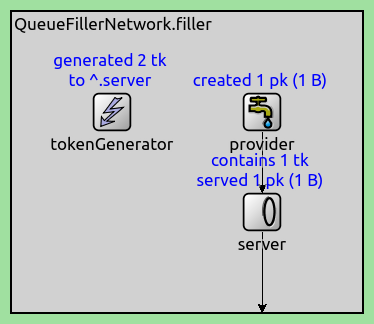 QueueFillerNetwork.filler
generated 2 tk
to ^.server
tokenGenerator
created 1 pk (1 B)
provider
contains 1 tk
served 1 pk (1 B)
server